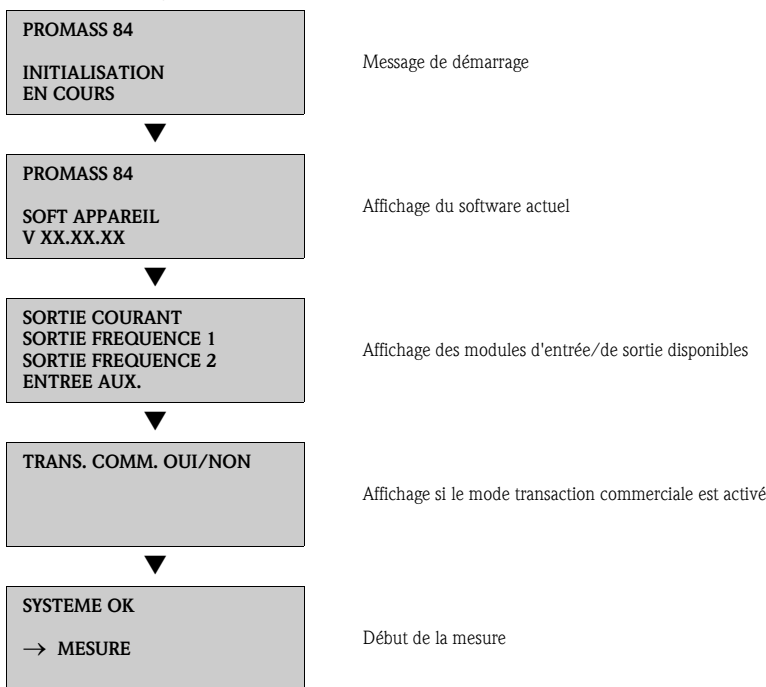 PROMASS 84
INITIALISATION
EN COURS
Message de démarrage
PROMASS 84
SOFT APPAREIL
V XX.XX.XX
Affichage du software actuel
SORTIE COURANT
SORTIE FREQUENCE 1
SORTIE FREQUENCE 2
ENTREE AUX.
Affichage des modules d'entrée/de sortie disponibles
TRANS. COMM. OUI/NON
Affichage si le mode transaction commerciale est activé
SYSTEME OK
→ MESURE
Début de la mesure